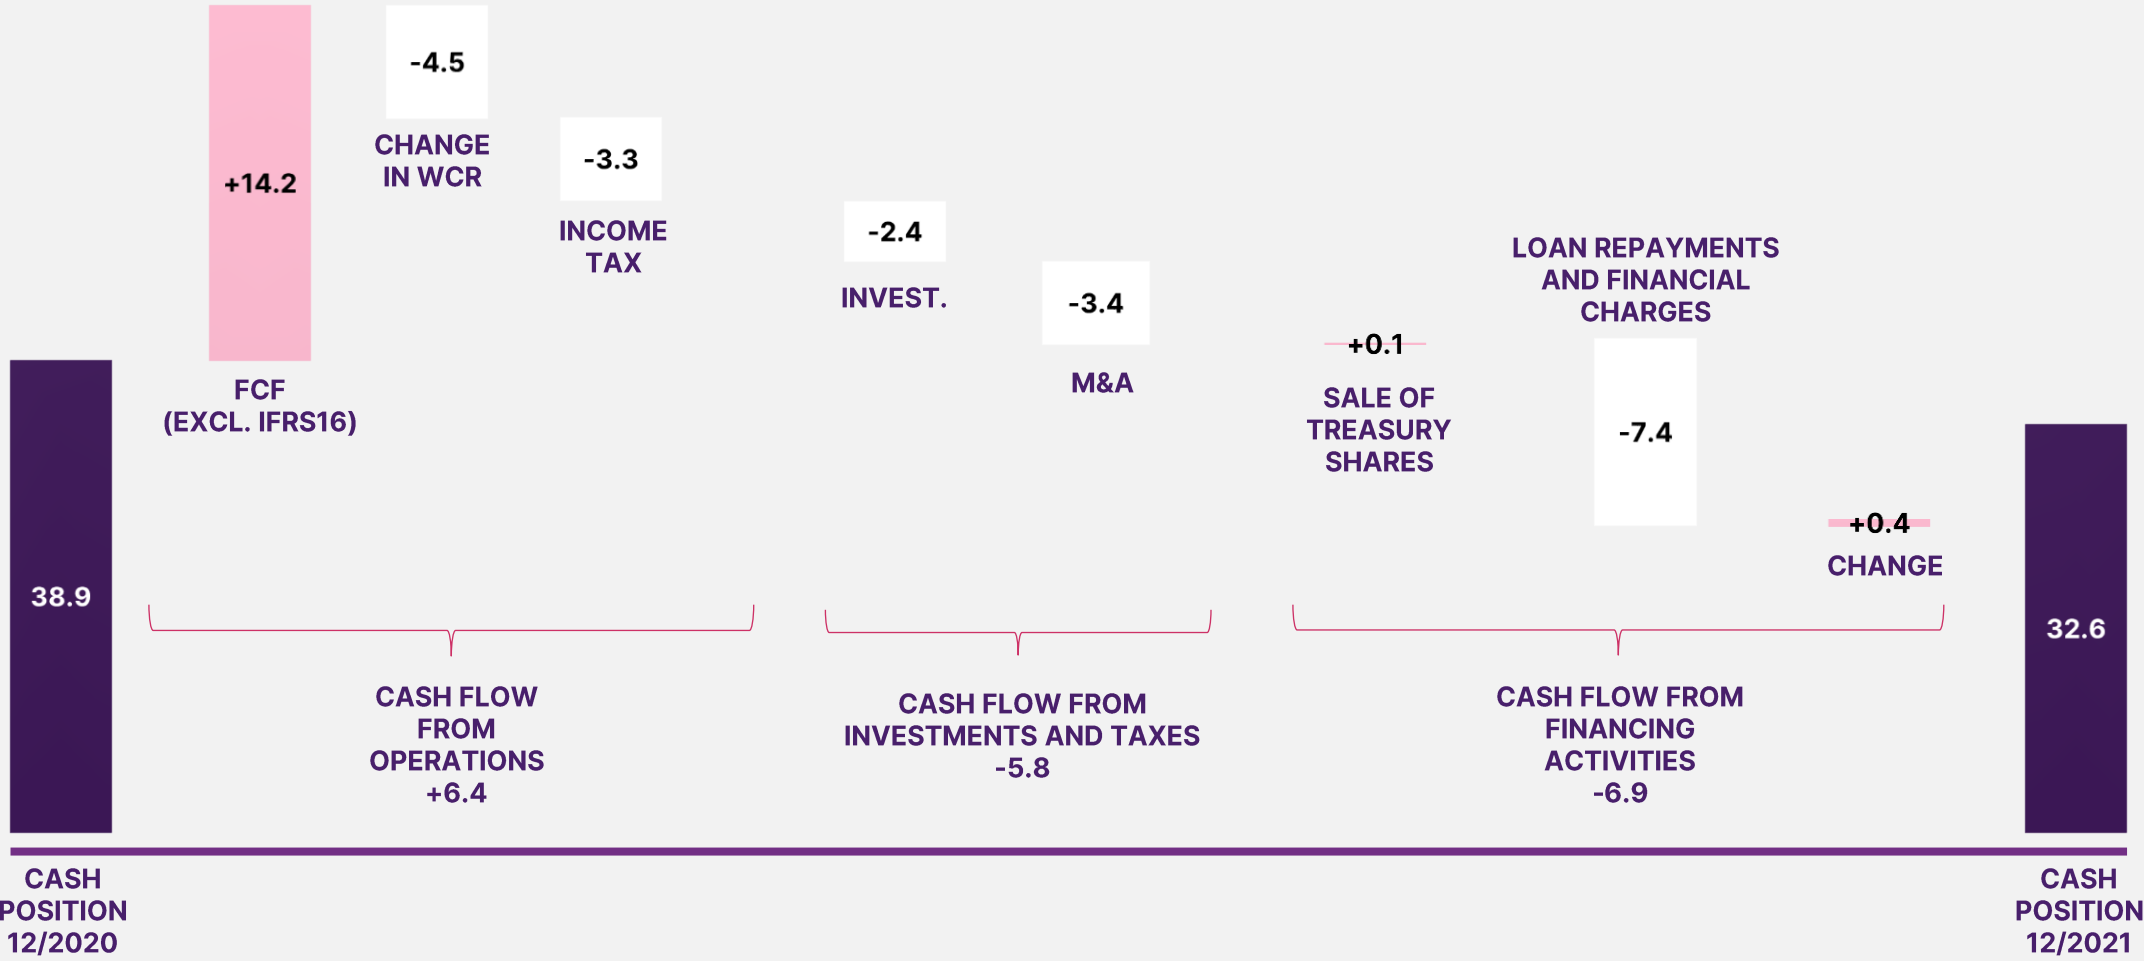 38.9
CASH
POSITION
12/2020
+14.2
FCF
(EXCL. IFRS16)
-4.5
CHANGE
IN WCR
-3.3
INCOME
TAX
CASH FLOW
FROM
OPERATIONS
+6.4
-2.4
INVEST.
-3.4
M&A
CASH FLOW FROM
INVESTMENTS AND TAXES
-5.8
+0.1
SALE OF
TREASURY
SHARES
LOAN REPAYMENTS
AND FINANCIAL
CHARGES
-7.4
+0.4
CHANGE
CASH FLOW FROM
FINANCING
ACTIVITIES
-6.9
32.6
CASH
POSITION
12/2021